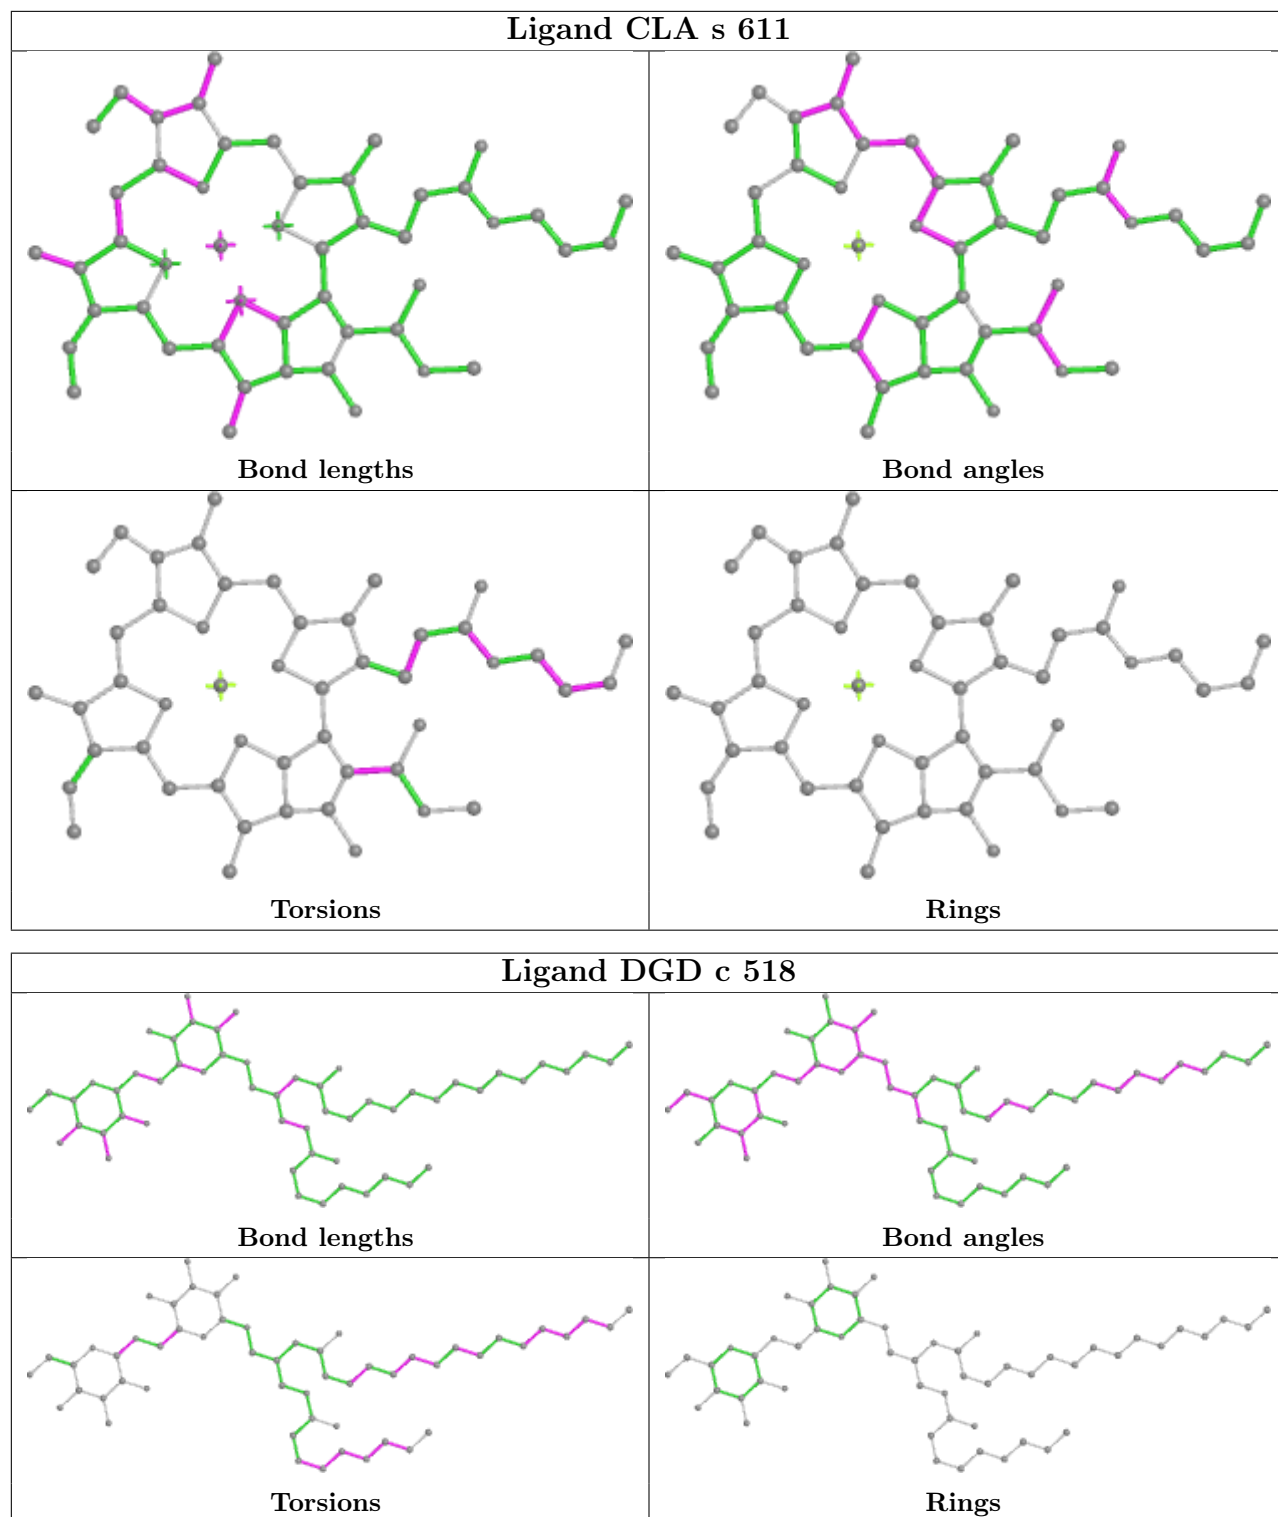 Ligand CLA s 611
Bond lengths
Bond angles
Torsions
Rings
Ligand DGD c 518
Bond lengths
Bond angles
Torsions
Rings